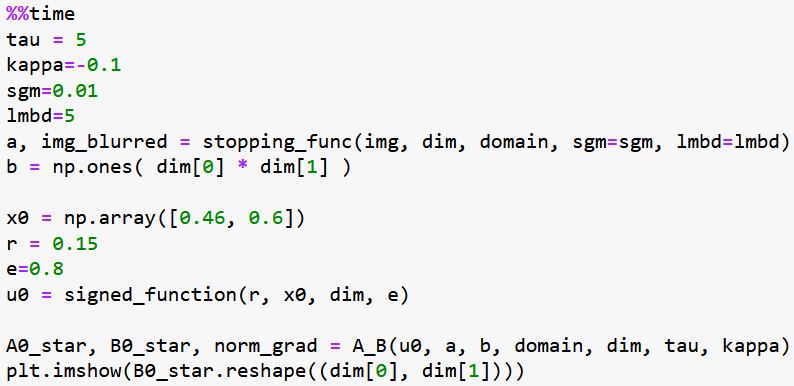 %%time
tau = 5
kappa=-0.1
sgm=0.01
lmbd=5
a, img_blurred = stopping_func(img, dim, domain, sgm=sgm, lmbd=lmbd)
b = np.ones( dim[0] * dim[1] )
x0 = np.array([0.46, 0.6])
r = 0.15
e=0.8
u0 = signed_function(r, x0, dim, e)
A0_star, B0_star, norm_grad = A_B(u0, a, b, domain, dim, tau, kappa)
plt.imshow(B0_star.reshape((dim[0], dim[1])))